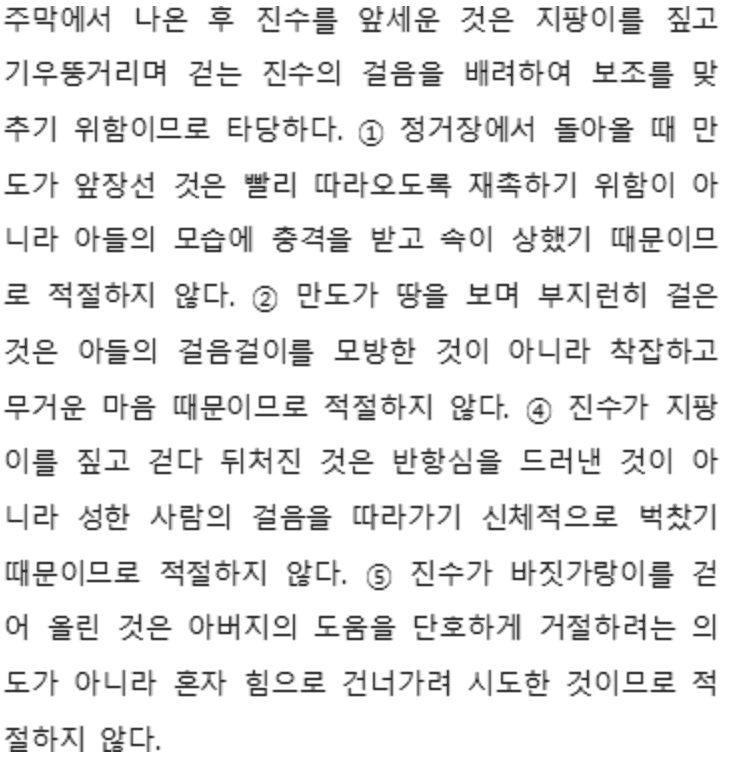 주막에서 나온 후 진수를 앞세운 것은 지팡이를 짚고
기우뚱거리며 걷는 진수의 걸음을 배려하여 보조를 맞
추기 위함이므로 타당하다. ① 정거장에서 돌아올 때 만
도가 앞장선 것은 빨리 따라오도록 재촉하기 위함이 아
니라 아들의 모습에 충격을 받고 속이 상했기 때문이므
로 적절하지 않다. ② 만도가 땅을 보며 부지런히 걸은
것은 아들의 걸음걸이를 모방한 것이 아니라 착잡하고
무거운 마음 때문이므로 적절하지 않다. ④ 진수가 지팡
이를 짚고 걷다 뒤처진 것은 반항심을 드러낸 것이 아
니라 성한 사람의 걸음을 따라가기 신체적으로 벅찼기
때문이므로 적절하지 않다. ⑤ 진수가 바짓가랑이를 걷
어 올린 것은 아버지의 도움을 단호하게 거절하려는 의
도가 아니라 혼자 힘으로 건너가려 시도한 것이므로 적
절하지 않다.